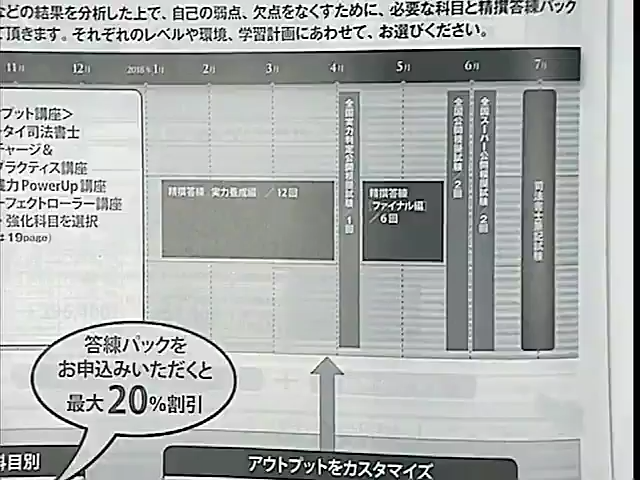 などの結果を分析した上で、自己の弱点、欠点をなくすために、必要な科目と精撰答練パック
て頂きます。それぞれのレベルや環境、学習計画にあわせて、お選びください。
11月 12月 2016年1月 2月 3月 4月 5月 6月 7月
プット講座>
タイ司法書士
チャージ&
プラクティス講座
力PowerUp講座
ーフェクトローラー講座
強化科目を選択
19page)
精撰答練 実力養成編 /12回
全国実力判定公開模擬試験 1回
精撰答練
「ファイナル編」
/6回
全国公開模擬試験 2回
全国スーパー公開模擬試験 2回
司法書士筆記試験
答練パックを
お申込みいただくと
最大20%割引
科目別
アウトプットをカスタマイズ